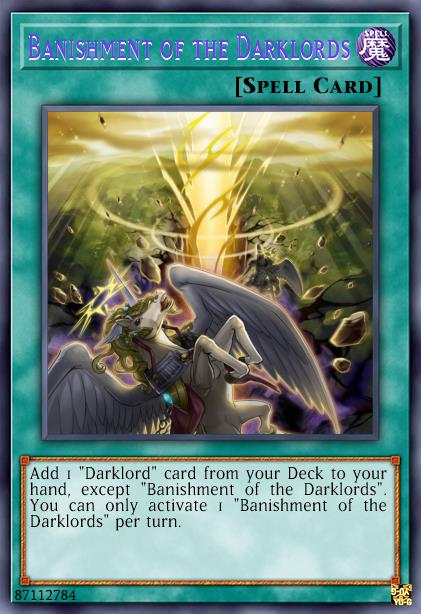 Banishment of the Darklords
SPELL
魔
[Spell Card]
Add 1 "Darklord" card from your Deck to your
hand, except "Banishment of the Darklords".
You can only activate 1 "Banishment of the
Darklords" per turn.
87112784